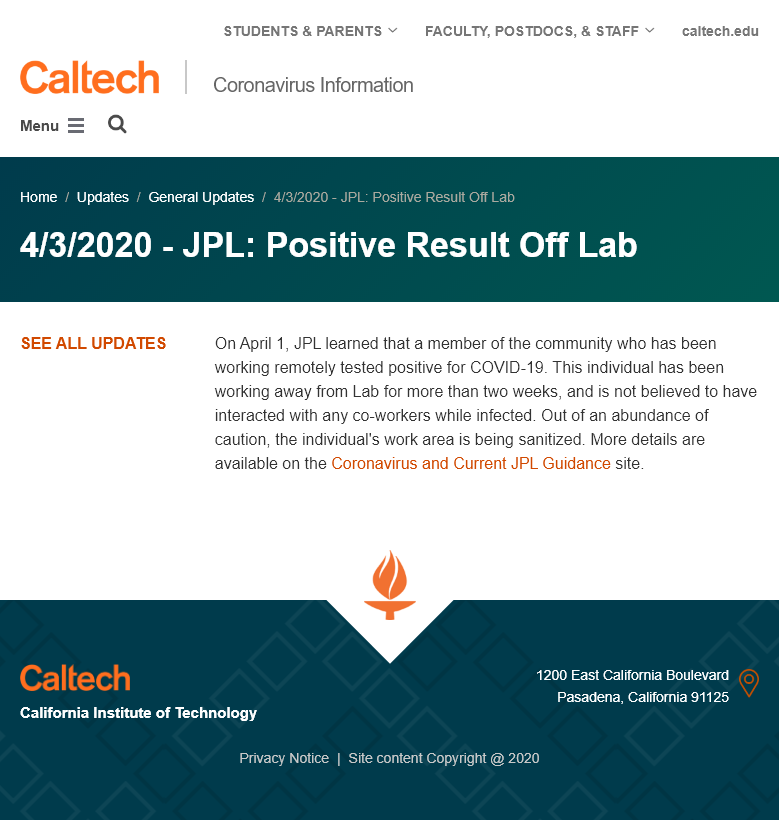 STUDENTS & PARENTS FACULTY, POSTDOCS, & STAFF caltech.edu
Caltech Coronavirus Information
Menu
Home / Updates / General Updates / 4/3/2020 - JPL: Positive Result Off Lab
4/3/2020 - JPL: Positive Result Off Lab
SEE ALL UPDATES
On April 1, JPL learned that a member of the community who has been
working remotely tested positive for COVID-19. This individual has been
working away from Lab for more than two weeks, and is not believed to have
interacted with any co-workers while infected. Out of an abundance of
caution, the individual's work area is being sanitized. More details are
available on the Coronavirus and Current JPL Guidance site.
Caltech
California Institute of Technology
1200 East California Boulevard
Pasadena, California 91125
Privacy Notice | Site content Copyright @ 2020